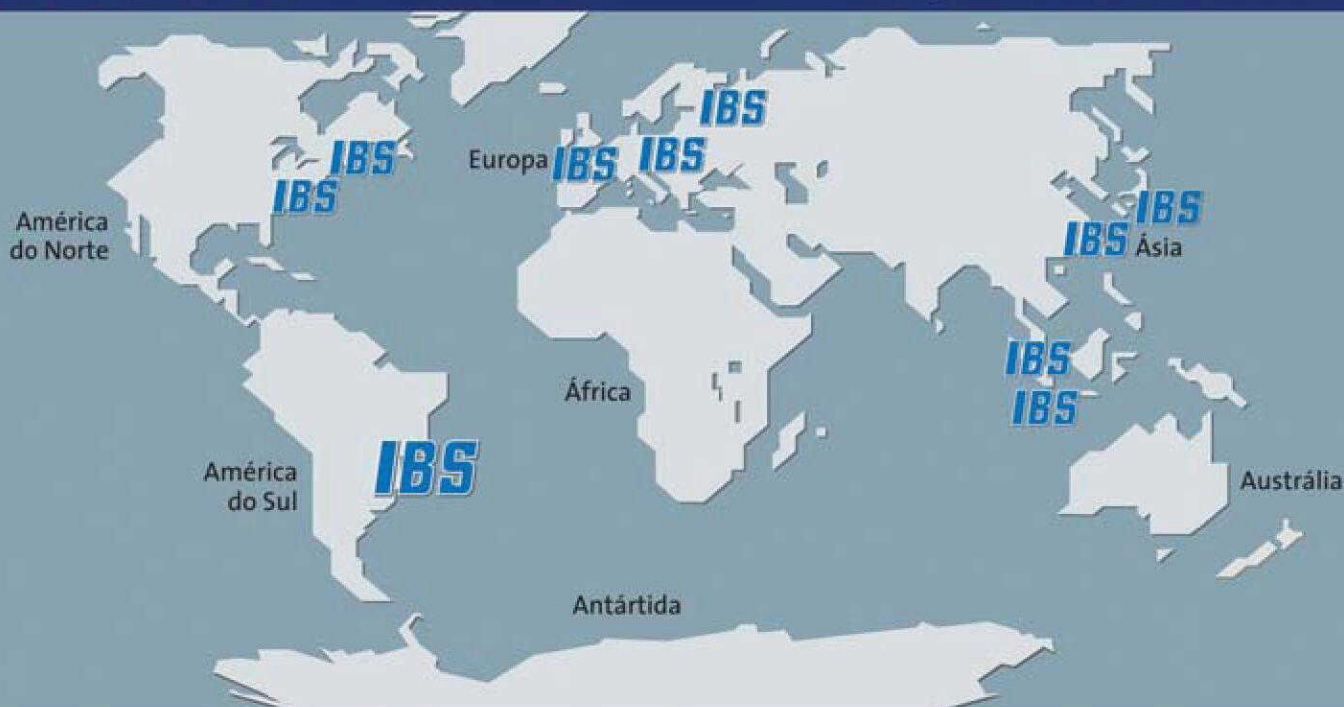 IBS
Europa
IBS
IBS
IBS
IBS
América
do Norte
IBS
IBS
Ásia
IBS
África
IBS
IBS
América
do Sul
Austrália
Antártida